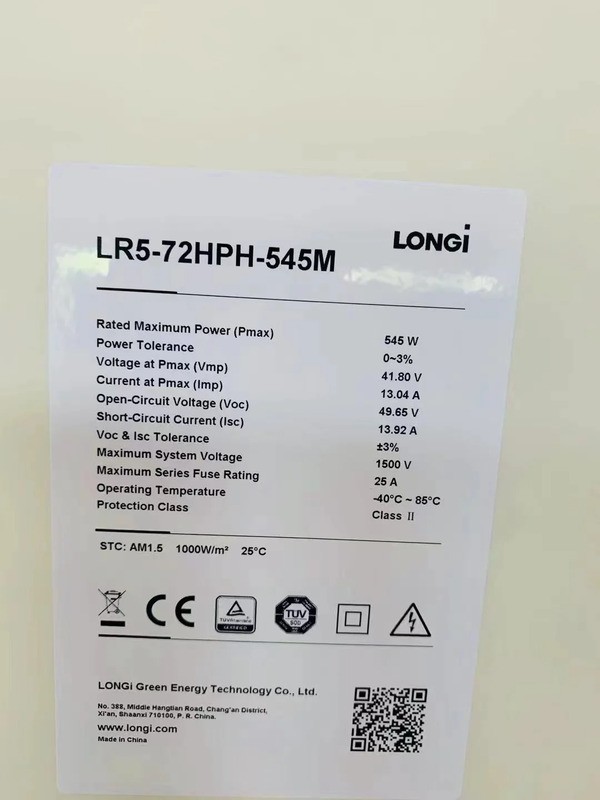 LONGi
LR5-72HPH-545M
Rated Maximum Power (Pmax) 545 W
Power Tolerance 0~3%
Voltage at Pmax (Vmp) 41.80 V
Current at Pmax (Imp) 13.04 A
Open-Circuit Voltage (Voc) 49.65 V
Short-Circuit Current (Isc) 13.92 A
Voc & Isc Tolerance ±3%
Maximum System Voltage 1500 V
Maximum Series Fuse Rating 25 A
Operating Temperature -40°C ~ 85°C
Protection Class Class II
STC: AM1.5 1000W/m² 25°C
CE
TÜVRheinland
CERTIFIED
TÜV
SÜD
LONGi Green Energy Technology Co., Ltd.
No. 388, Middle Hangtian Road, Chang'an District,
Xi'an, Shaanxi 710100, P. R. China.
www.longi.com
Made in China